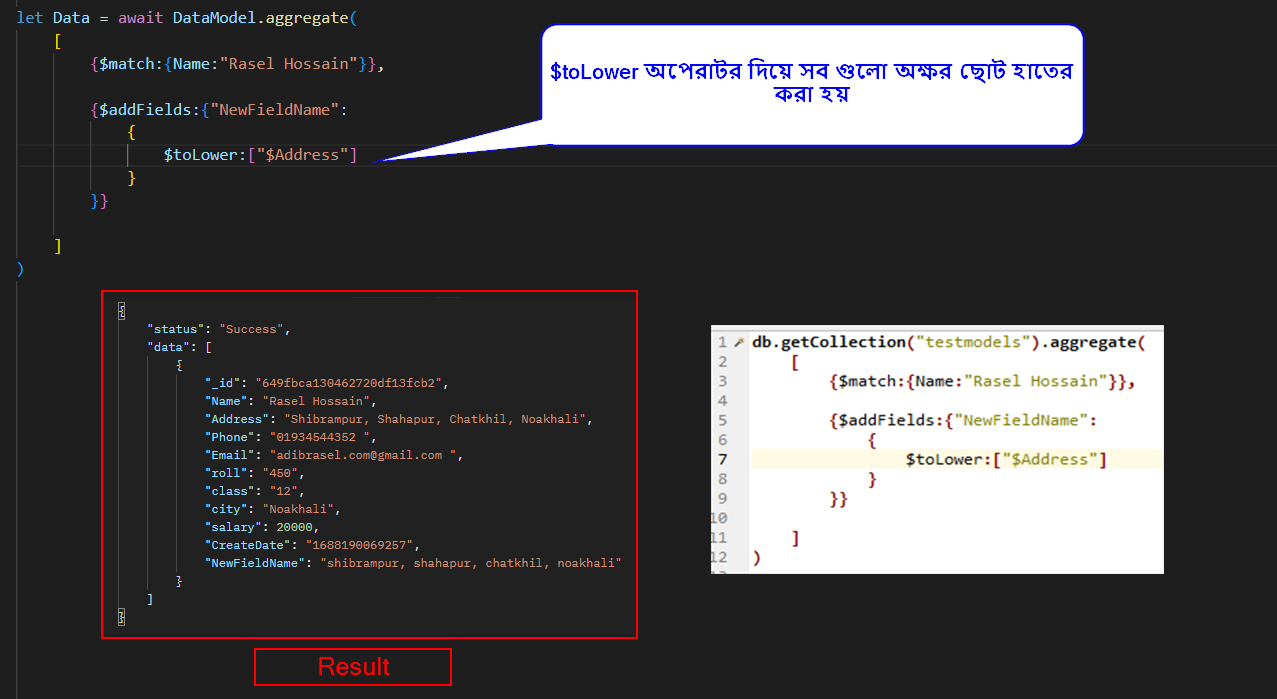 let Data = await DataModel.aggregate(
[
{$match:{Name:"Rasel Hossain"}},
{$addFields:{"NewFieldName":
{
$toLower:["$Address"]
}
}}
]
)
$toLower অপেরাটর দিয়ে সব গুলো অক্ষর ছোট হাতের
করা হয়
{
"status": "Success",
"data": [
{
"_id": "649fbca130462720df13fcb2",
"Name": "Rasel Hossain",
"Address": "Shibrampur, Shahapur, Chatkhil, Noakhali",
"Phone": "01934544352 ",
"Email": "adibrasel.com@gmail.com ",
"roll": "450",
"class": "12",
"city": "Noakhali",
"salary": 20000,
"CreateDate": "1688190069257",
"NewFieldName": "shibrampur, shahapur, chatkhil, noakhali"
}
]
}
Result
1 db.getCollection("testmodels").aggregate(
2 [
3 {$match:{Name:"Rasel Hossain"}},
4
5 {$addFields:{"NewFieldName":
6 {
7 $toLower:["$Address"]
8 }
9 }}
10
11 ]
12 )